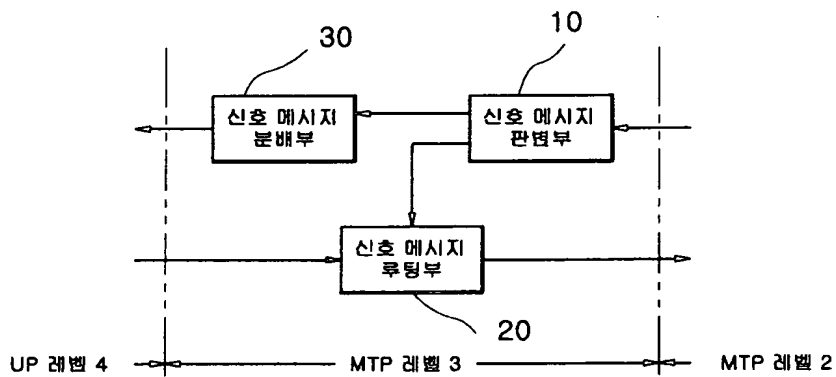 30
10
신호 메시지
분배부
신호 메시지
판변부
신호 메시지
루팅부
20
UP 레벨 4
MTP 레벨 3
MTP 레벨 2